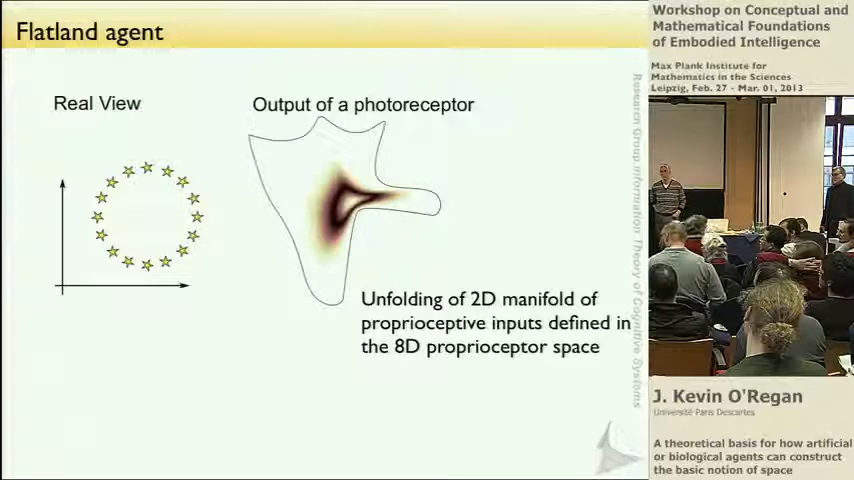 Flatland agent
Real View
Output of a photoreceptor
Unfolding of 2D manifold of
proprioceptive inputs defined in
the 8D proprioceptor space
Research Group Information Theory of Cognitive Systems
Workshop on Conceptual and
Mathematical Foundations
of Embodied Intelligence
Max Plank Institute for
Mathematics in the Sciences
Leipzig, Feb. 27 - Mar. 01, 2013
J. Kevin O'Regan
Université Paris Descartes
A theoretical basis for how artificial
or biological agents can construct
the basic notion of space